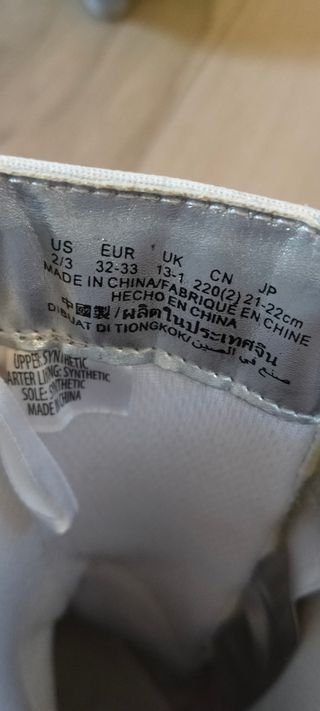 US EUR UK CN JP
2/3 32-33 13-1 220(2) 21-22cm
MADE IN CHINA/FABRIQUE EN CHINE
HECHO EN CHINA
中國製/ผลิตในประเทศจีน
DIBUAT DI TIONGKOK/صنع في الصين
UPPER: SYNTHETIC
ARTER LINING: SYNTHETIC
SOLE: SYNTHETIC
MADE IN CHINA